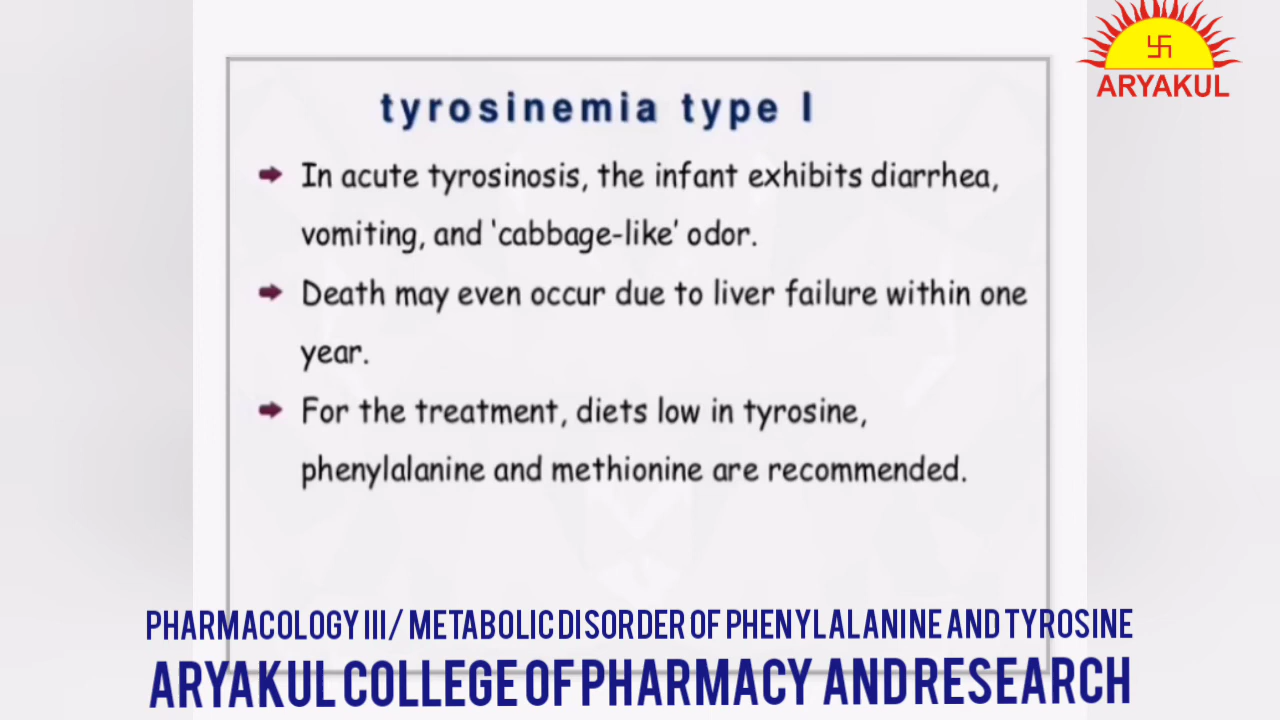 ARYAKUL
tyrosinemia type I
In acute tyrosinosis, the infant exhibits diarrhea,
vomiting, and 'cabbage-like' odor.
Death may even occur due to liver failure within one
year.
For the treatment, diets low in tyrosine,
phenylalanine and methionine are recommended.
PHARMACOLOGY III/ METABOLIC DISORDER OF PHENYLALANINE AND TYROSINE
ARYAKUL COLLEGE OF PHARMACY AND RESEARCH